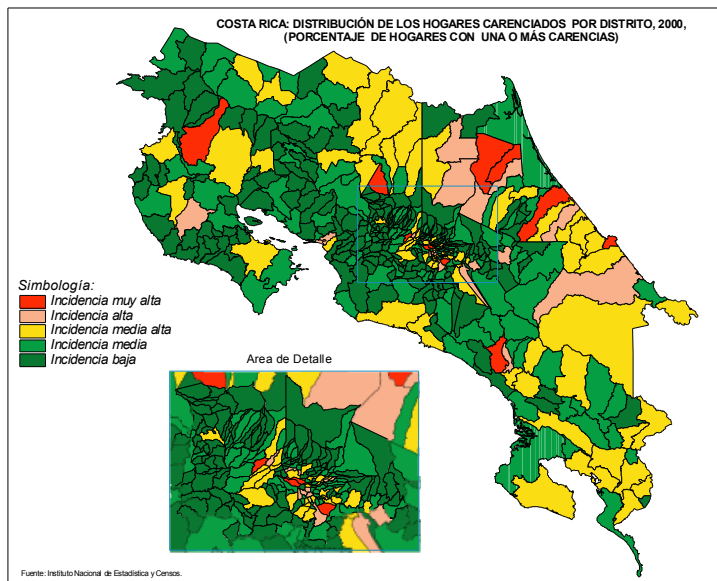 COSTA RICA: DISTRIBUCIÓN DE LOS HOGARES CARENCIADOS POR DISTRITO, 2000,
(PORCENTAJE DE HOGARES CON UNA O MÁS CARENCIAS)
Simbología:
Incidencia muy alta
Incidencia alta
Incidencia media alta
Incidencia media
Incidencia baja
Area de Detalle
Fuente: Instituto Nacional de Estadística y Censos.